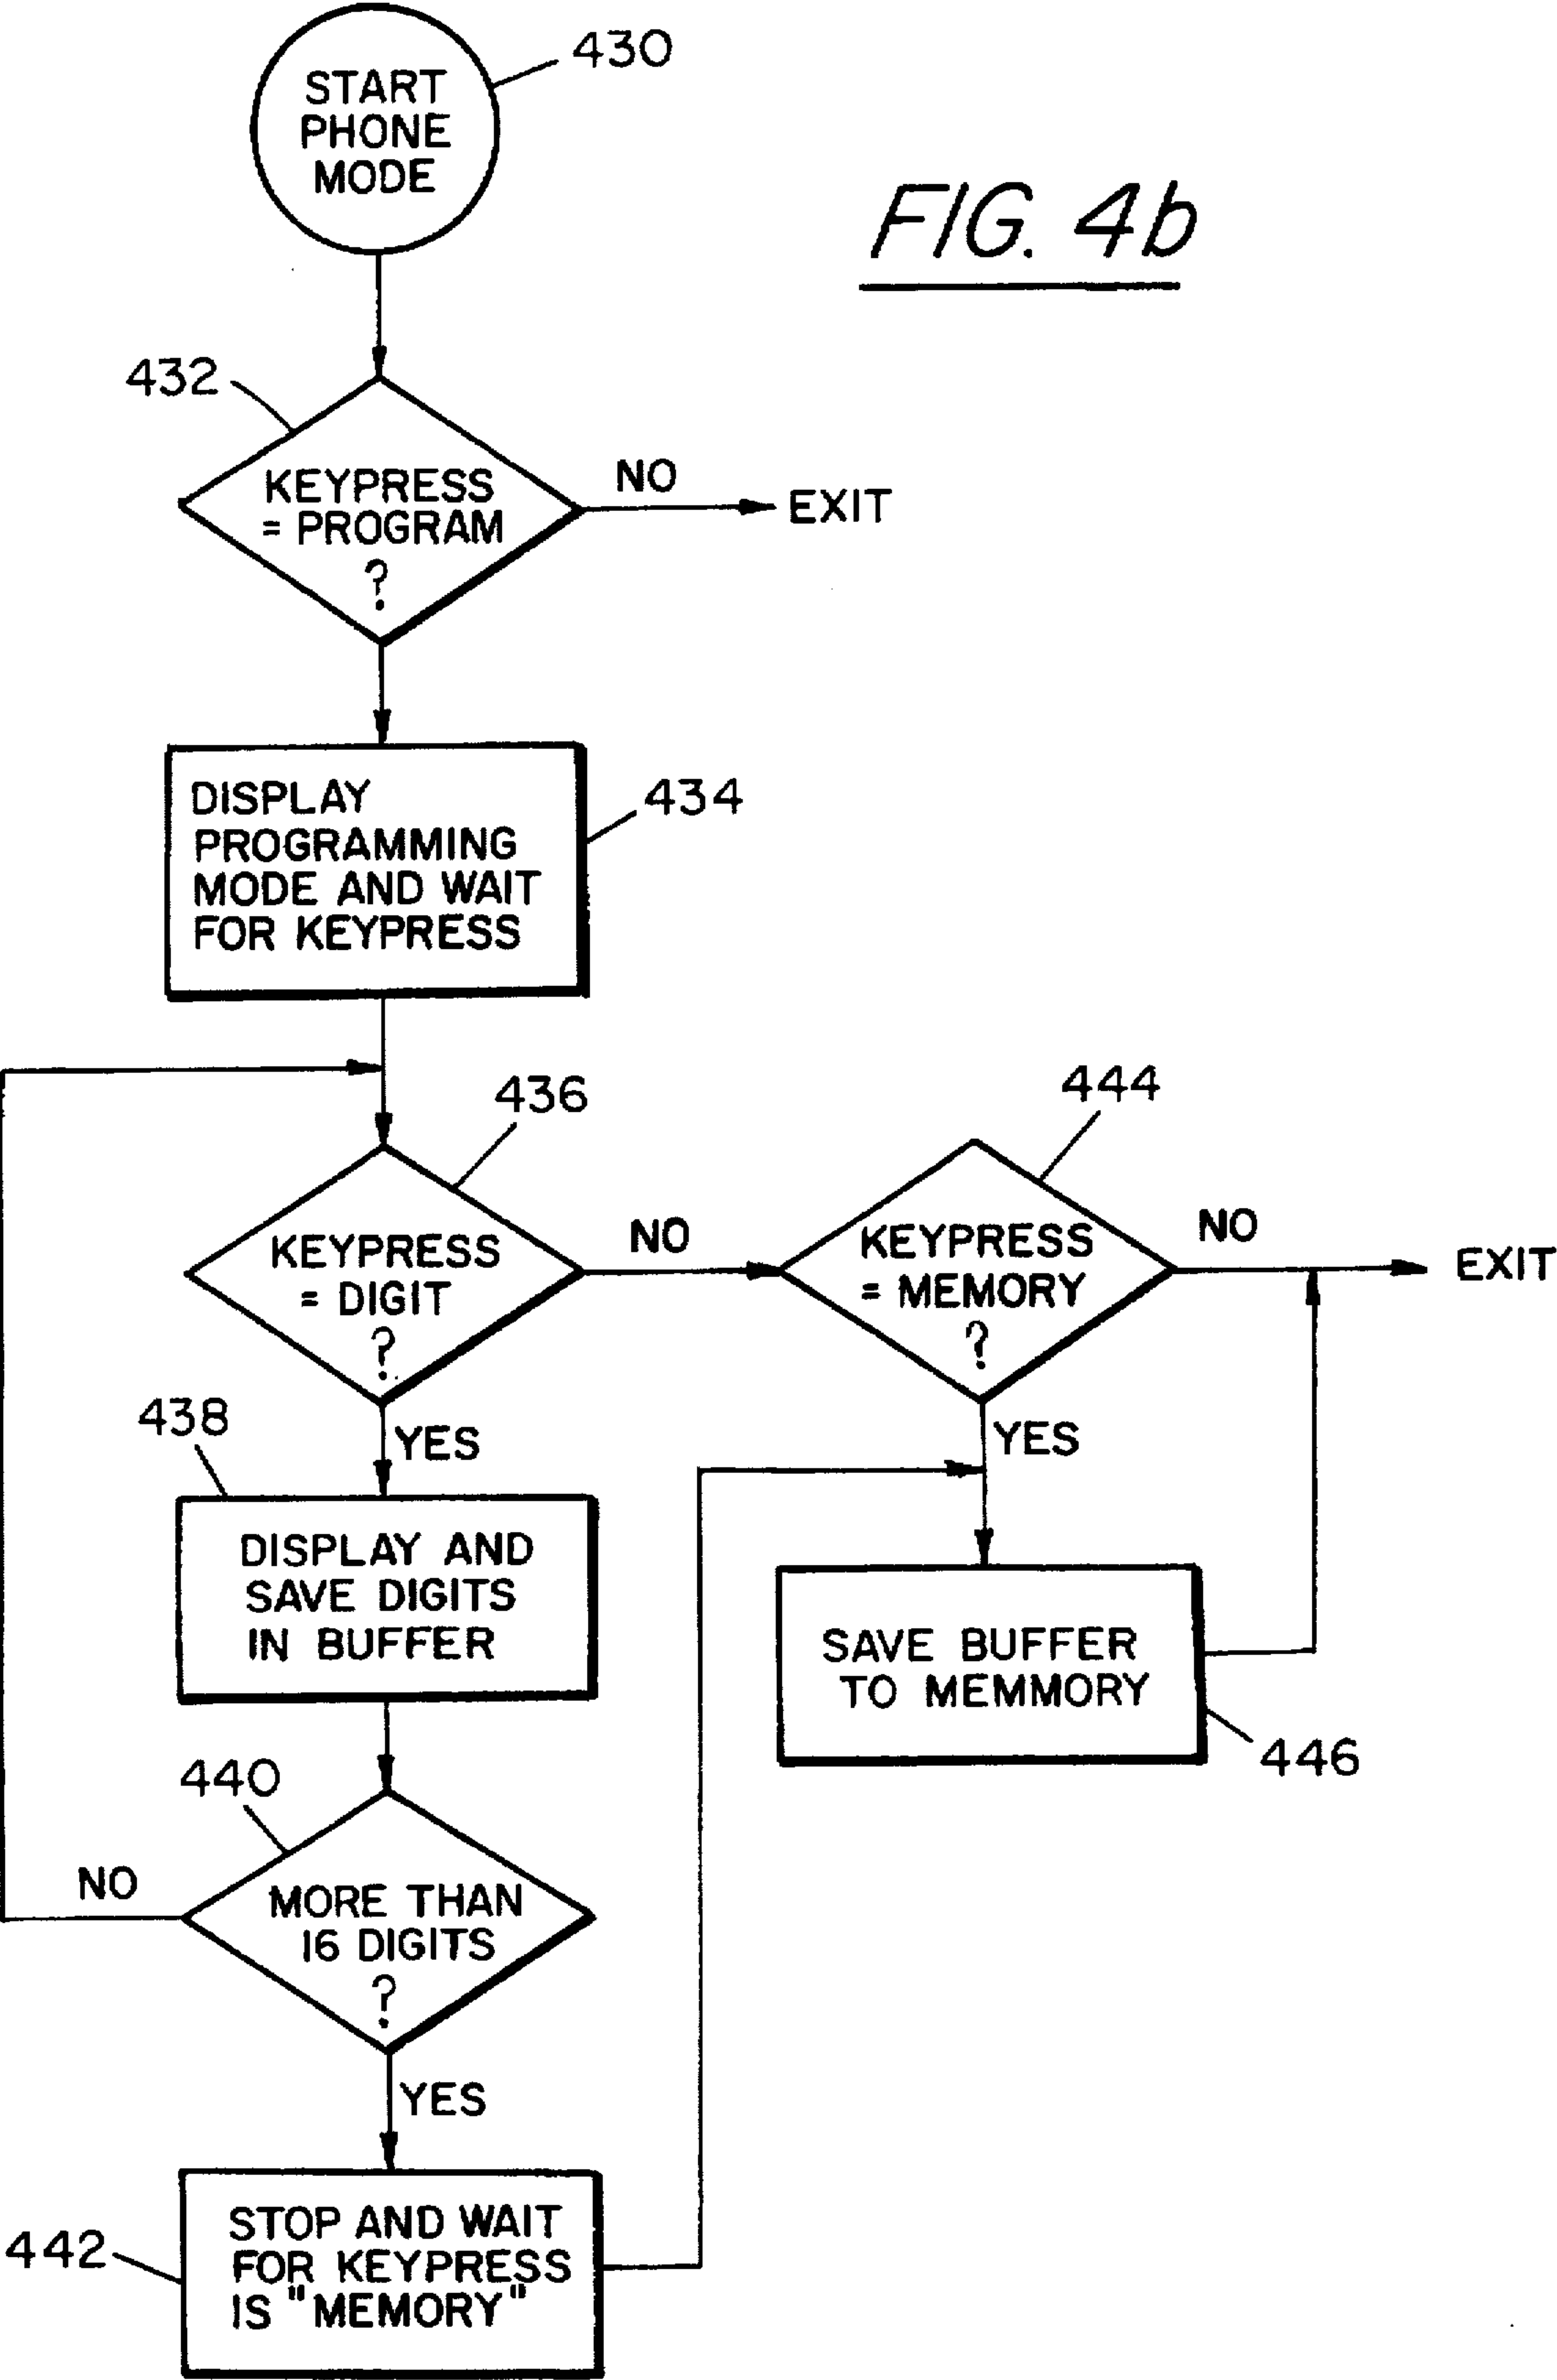 430
START
PHONE
MODE
FIG. 4b
432
KEYPRESS
= PROGRAM
?
NO
EXIT
DISPLAY
PROGRAMMING
MODE AND WAIT
FOR KEYPRESS
434
436
KEYPRESS
= DIGIT
?
NO
444
KEYPRESS
= MEMORY
?
NO
EXIT
YES
438
DISPLAY AND
SAVE DIGITS
IN BUFFER
YES
SAVE BUFFER
TO MEMMORY
446
440
NO
MORE THAN
16 DIGITS
?
YES
442
STOP AND WAIT
FOR KEYPRESS
IS "MEMORY"